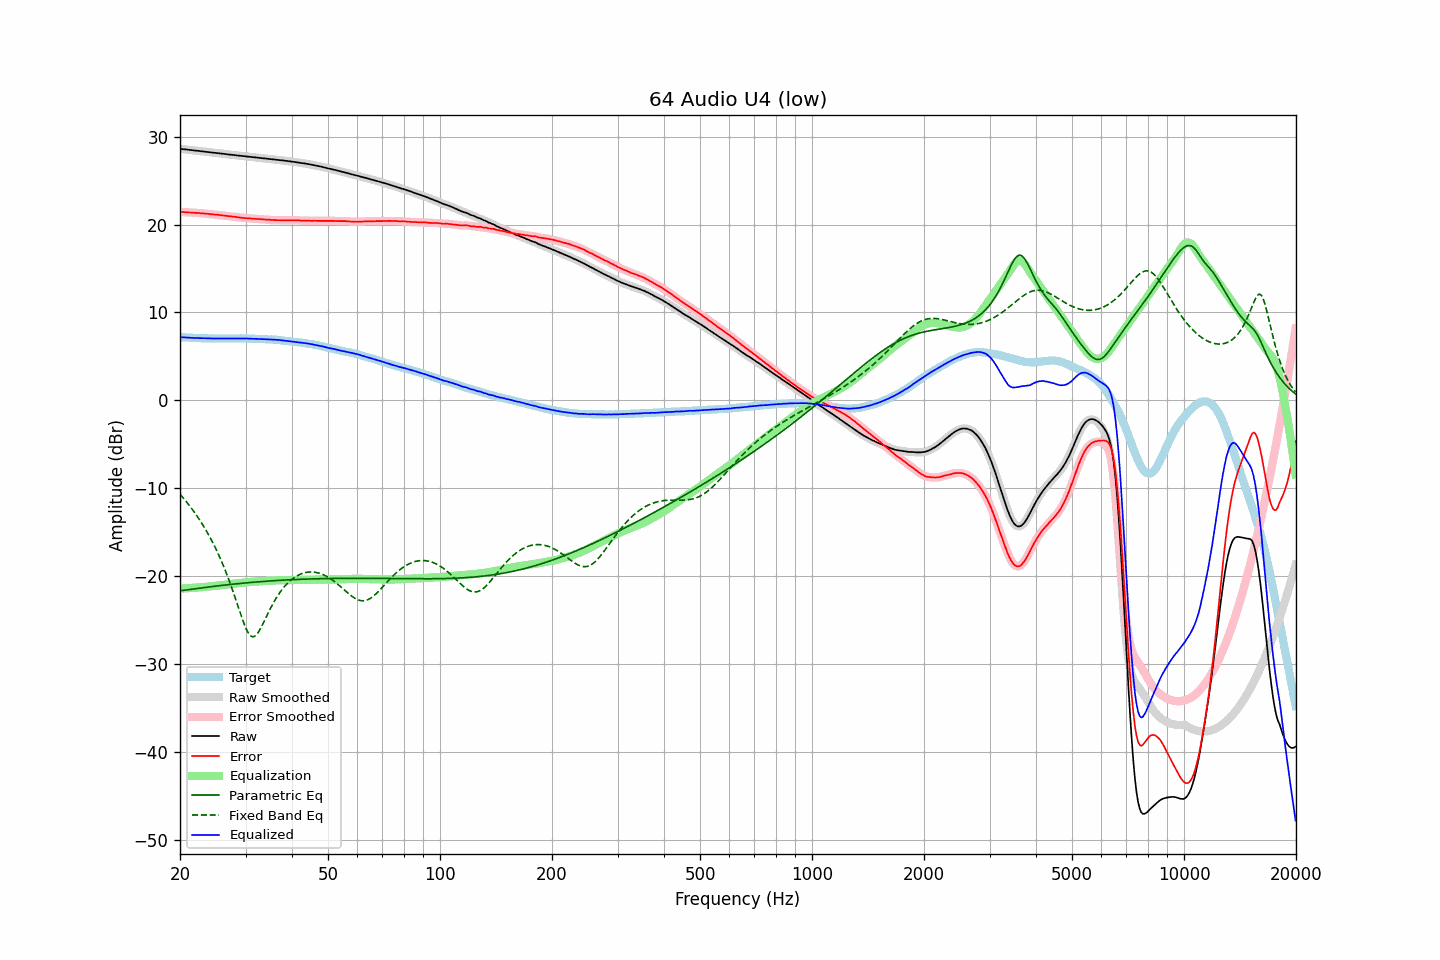 64 Audio U4 (low)
30
20
10
0
−10
−20
−30
−40
−50
Amplitude (dBr)
Target
Raw Smoothed
Error Smoothed
Raw
Error
Equalization
Parametric Eq
Fixed Band Eq
Equalized
20 50 100 200 500 1000 2000 5000 10000 20000
Frequency (Hz)